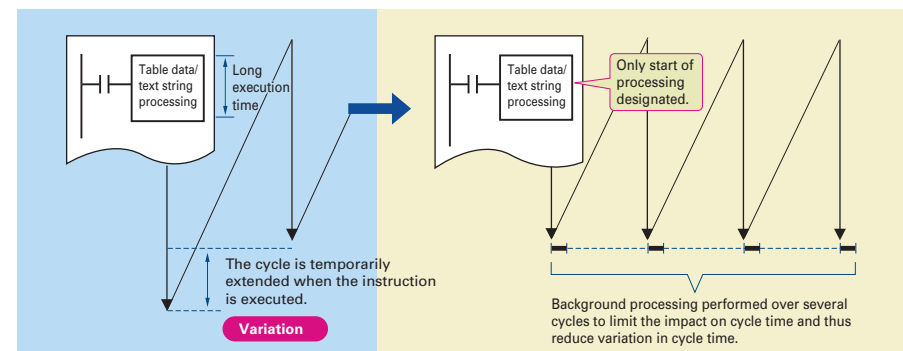 Table data/
text string
processing
Long
execution
time
The cycle is temporarily
extended when the instruction
is executed.
Variation
Table data/
text string
processing
Only start of
processing
designated.
Background processing performed over several
cycles to limit the impact on cycle time and thus
reduce variation in cycle time.